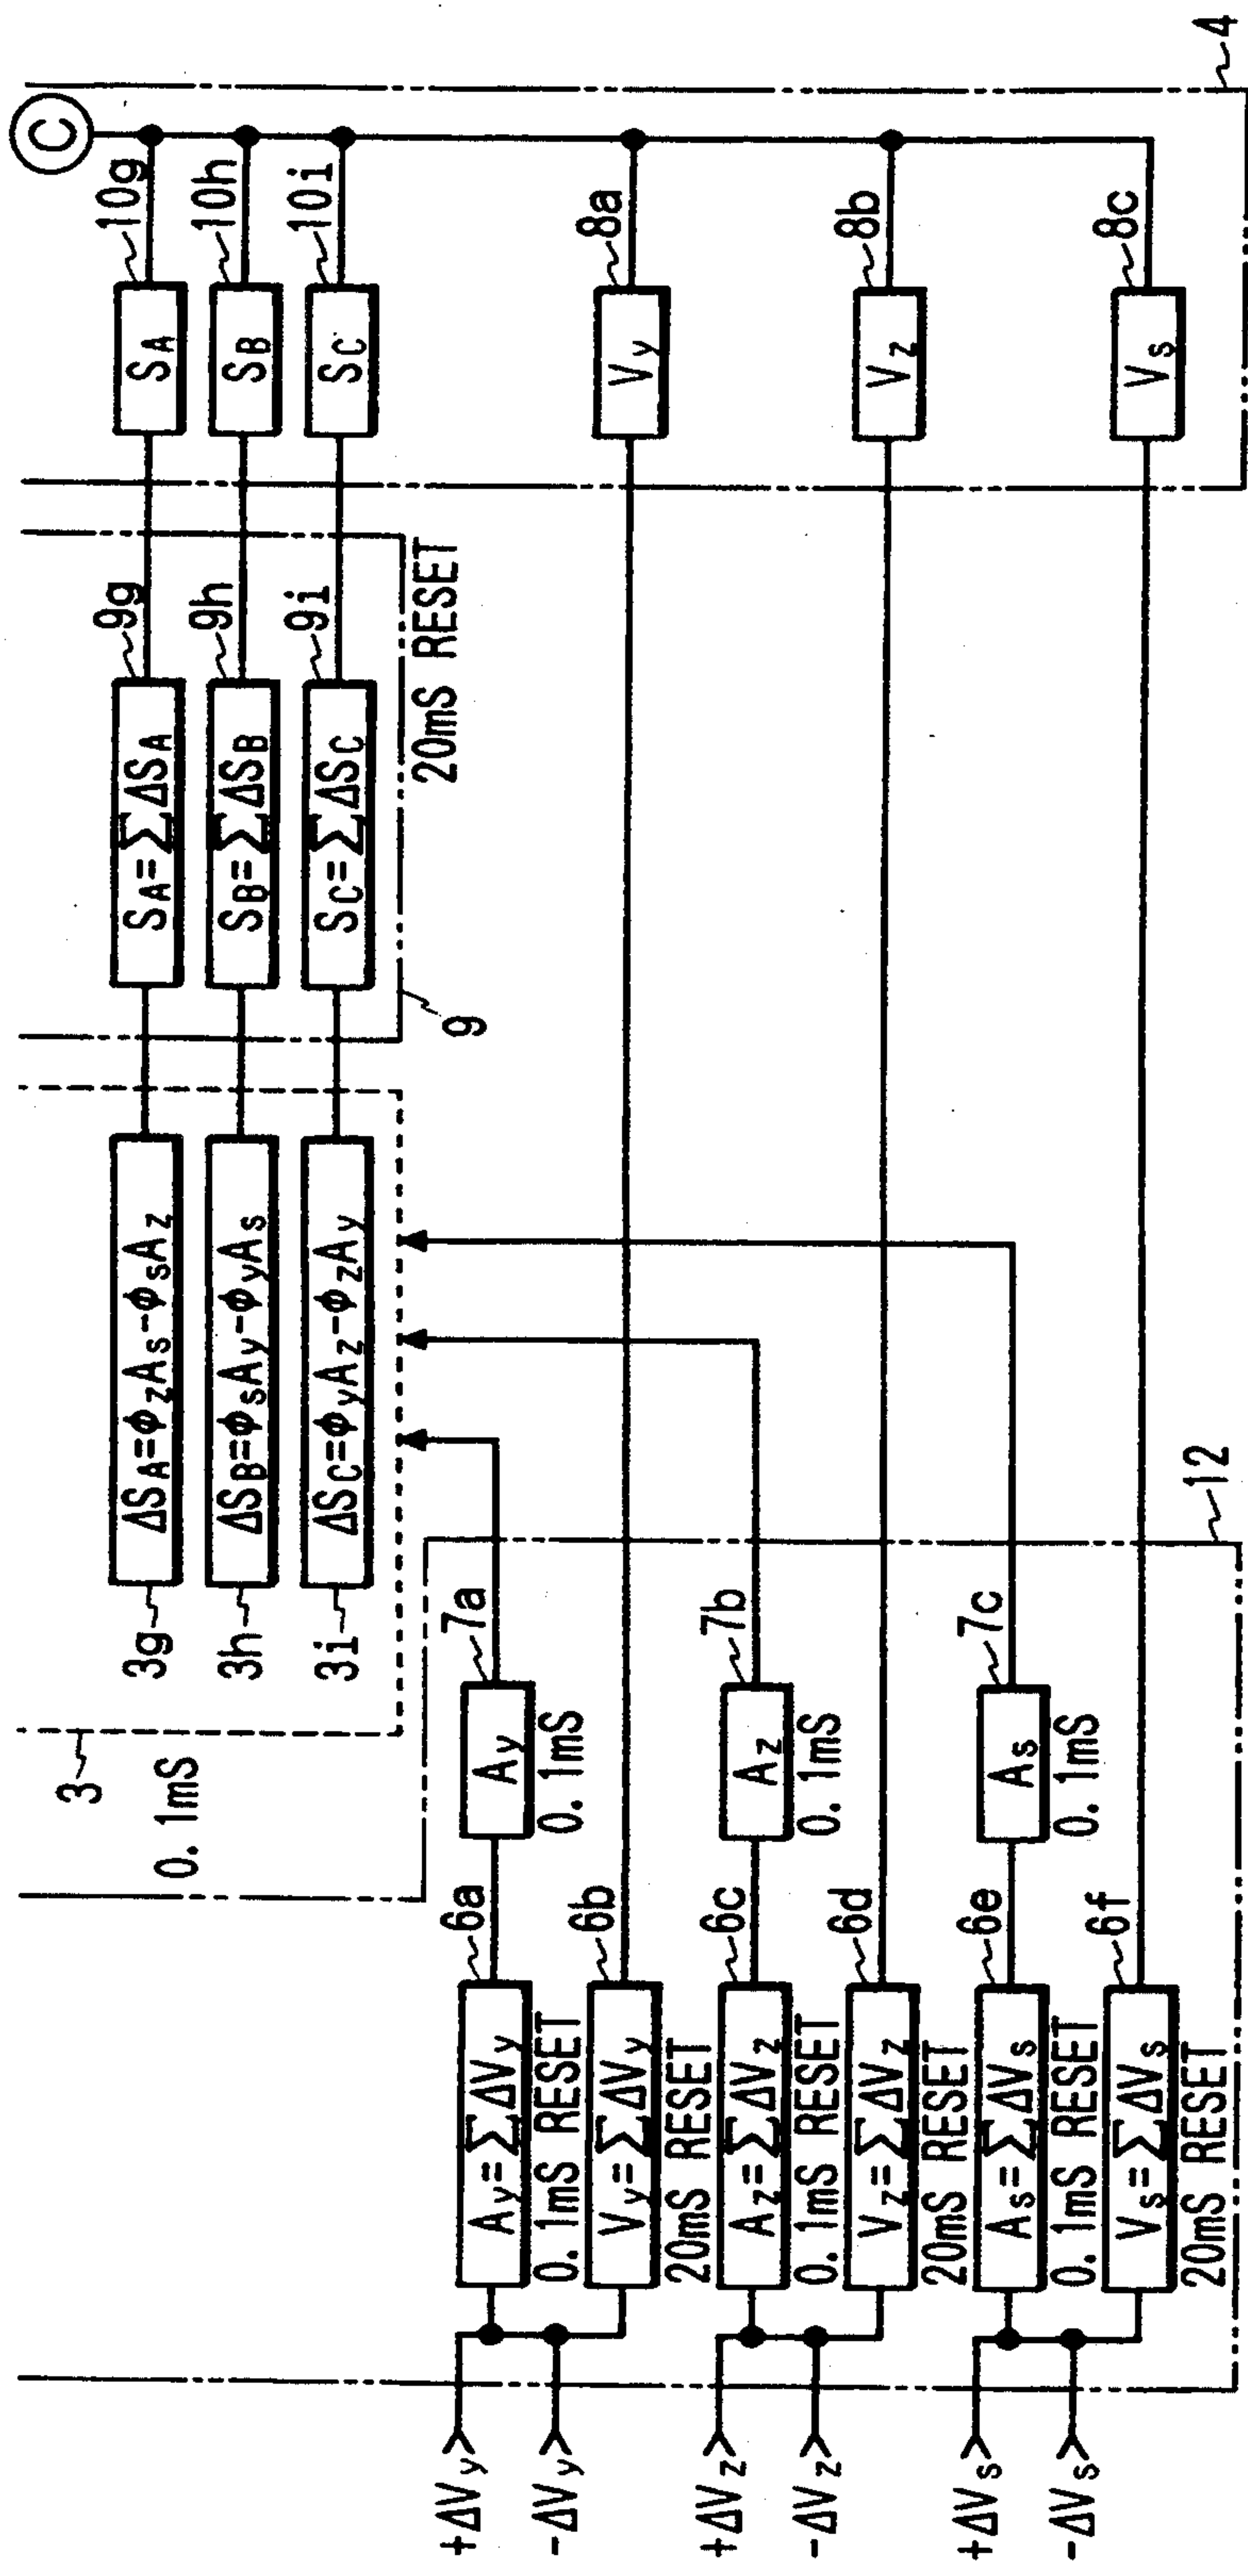 C
4
10g
10h
10i
8a
8b
8c
SA
SB
SC
Vy
Vz
Vs
9g
9h
9i
SA=∑ΔSA
SB=∑ΔSB
SC=∑ΔSC
20mS RESET
9
ΔSA=ϕzAs-ϕsAz
ΔSB=ϕsAy-ϕyAs
ΔSC=ϕyAz-ϕzAy
3g
3h
3i
3
0.1mS
12
7a
Ay
0.1mS
7b
Az
0.1mS
7c
As
0.1mS
6a
Ay=∑ΔVy
0.1mS RESET
6b
Vy=∑ΔVy
20mS RESET
6c
Az=∑ΔVz
0.1mS RESET
6d
Vz=∑ΔVz
20mS RESET
6e
As=∑ΔVs
0.1mS RESET
6f
Vs=∑ΔVs
20mS RESET
+ΔVy
-ΔVy
+ΔVz
-ΔVz
+ΔVs
-ΔVs